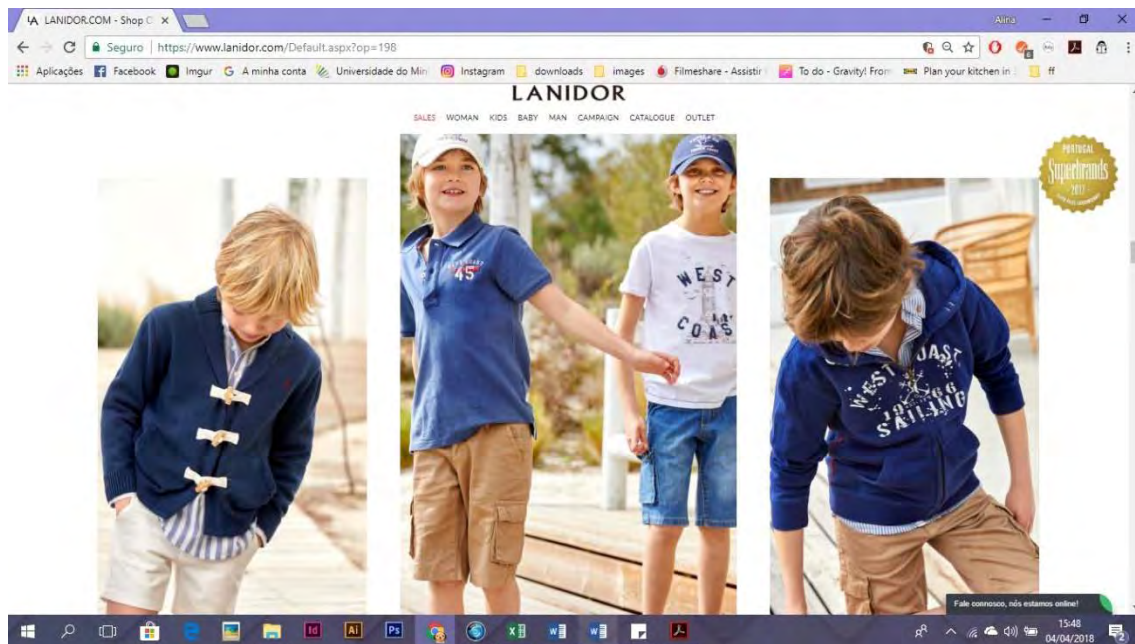 LANIDOR.COM - Shop O
Alina
Seguro | https://www.lanidor.com/Default.aspx?op=198
Aplicações Facebook Imgur A minha conta Universidade do Min Instagram downloads images Filmeshare - Assistir To do - Gravity! From Plan your kitchen in ff
LANIDOR
SALES WOMAN KIDS BABY MAN CAMPAIGN CATALOGUE OUTLET
PORTUGAL
Superbrands
2017
45
WEST
COAS
WEST COAST
1966
SAILING
Fale connosco, nós estamos online!
15:48
04/04/2018